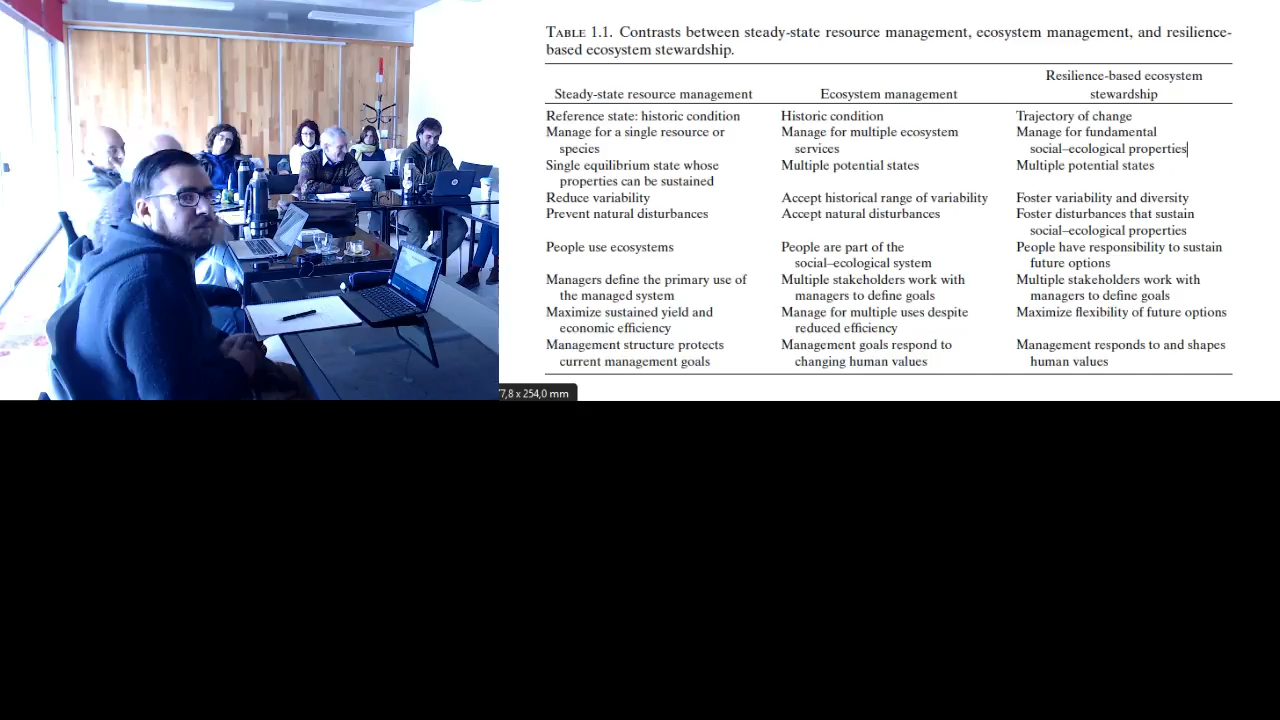 TABLE 1.1. Contrasts between steady-state resource management, ecosystem management, and resilience-
based ecosystem stewardship.
Steady-state resource management
Ecosystem management
Resilience-based ecosystem
stewardship
Reference state: historic condition
Historic condition
Trajectory of change
Manage for a single resource or
species
Manage for multiple ecosystem
services
Manage for fundamental
social–ecological properties
Single equilibrium state whose
properties can be sustained
Multiple potential states
Multiple potential states
Reduce variability
Accept historical range of variability
Foster variability and diversity
Prevent natural disturbances
Accept natural disturbances
Foster disturbances that sustain
social–ecological properties
People use ecosystems
People are part of the
social–ecological system
People have responsibility to sustain
future options
Managers define the primary use of
the managed system
Multiple stakeholders work with
managers to define goals
Multiple stakeholders work with
managers to define goals
Maximize sustained yield and
economic efficiency
Manage for multiple uses despite
reduced efficiency
Maximize flexibility of future options
Management structure protects
current management goals
Management goals respond to
changing human values
Management responds to and shapes
human values
7,8 x 254,0 mm